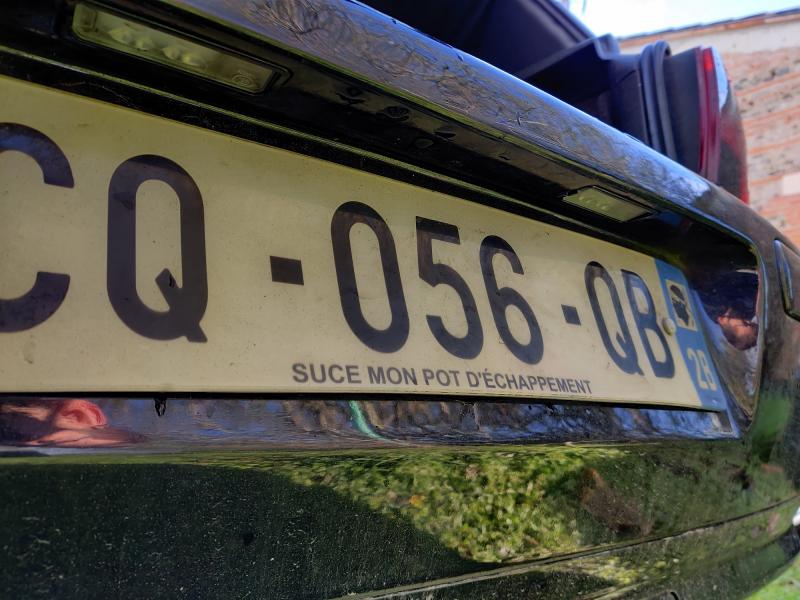 CQ-056-QB
2B
SUCE MON POT D'ÉCHAPPEMENT